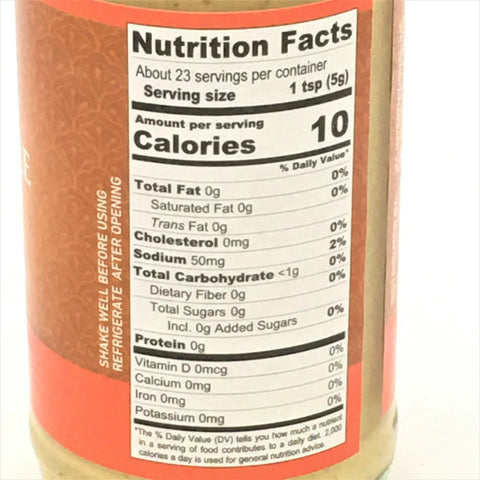 Nutrition Facts
About 23 servings per container
Serving size 1 tsp (5g)
Amount per serving
Calories 10
% Daily Value*
Total Fat 0g 0%
Saturated Fat 0g 0%
Trans Fat 0g
Cholesterol 0mg 0%
Sodium 50mg 2%
Total Carbohydrate <1g 0%
Dietary Fiber 0g 0%
Total Sugars 0g
Incl. 0g Added Sugars 0%
Protein 0g
Vitamin D 0mcg 0%
Calcium 0mg 0%
Iron 0mg 0%
Potassium 0mg 0%
*The % Daily Value (DV) tells you how much a nutrient
in a serving of food contributes to a daily diet. 2,000
calories a day is used for general nutrition advice.
SHAKE WELL BEFORE USING
REFRIGERATE AFTER OPENING